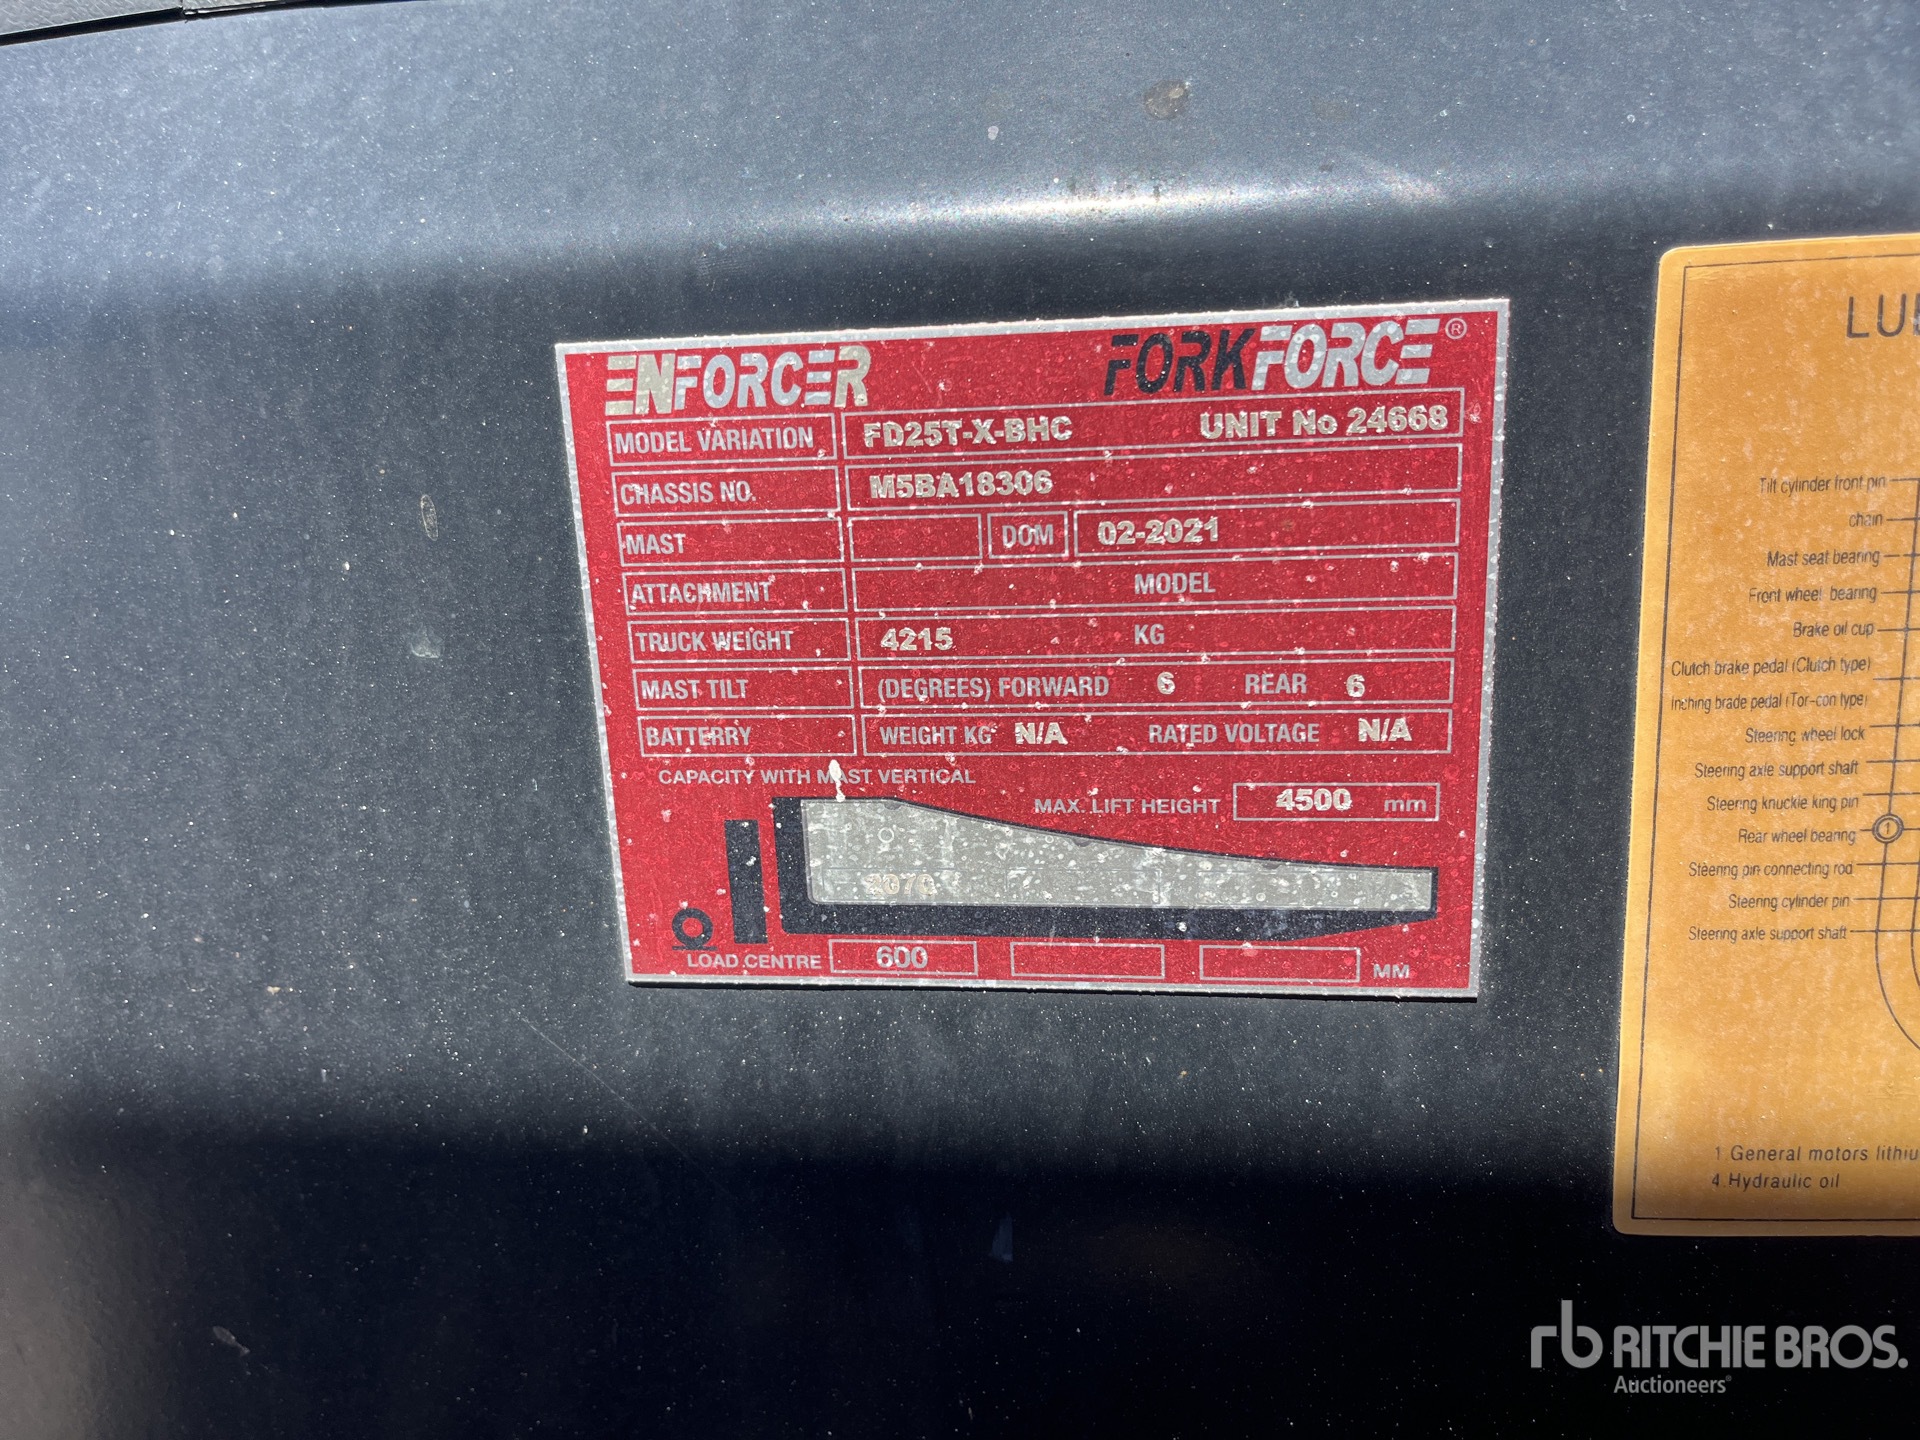 ENFORCER FORKFORCE®
MODEL VARIATION FD25T-X-BHC UNIT No 24668
CHASSIS NO. M5BA18306
MAST DOM 02-2021
ATTACHMENT MODEL
TRUCK WEIGHT 4215 KG
MAST TILT (DEGREES) FORWARD 6 REAR 6
BATTERRY WEIGHT KG N/A RATED VOLTAGE N/A
CAPACITY WITH MAST VERTICAL
MAX. LIFT HEIGHT 4500 mm
LOAD CENTRE 600 MM
Tilt cylinder front pin
chain
Mast seat bearing
Front wheel bearing
Brake oil cup
Clutch brake pedal (Clutch type)
Inching brade pedal (Tor-con type)
Steering wheel lock
Steering axle support shaft
Steering knuckle king pin
Rear wheel bearing 1
Steering pin connecting rod
Steering cylinder pin
Steering axle support shaft
1.General motors
4.Hydraulic oil
rb RITCHIE BROS.
Auctioneers